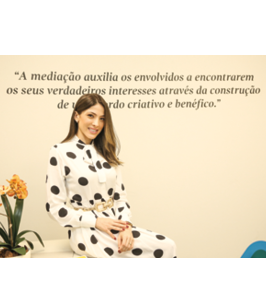 “A mediação auxilia os envolvidos a encontrarem
os seus verdadeiros interesses através da construção
de criativo e benéfico.”